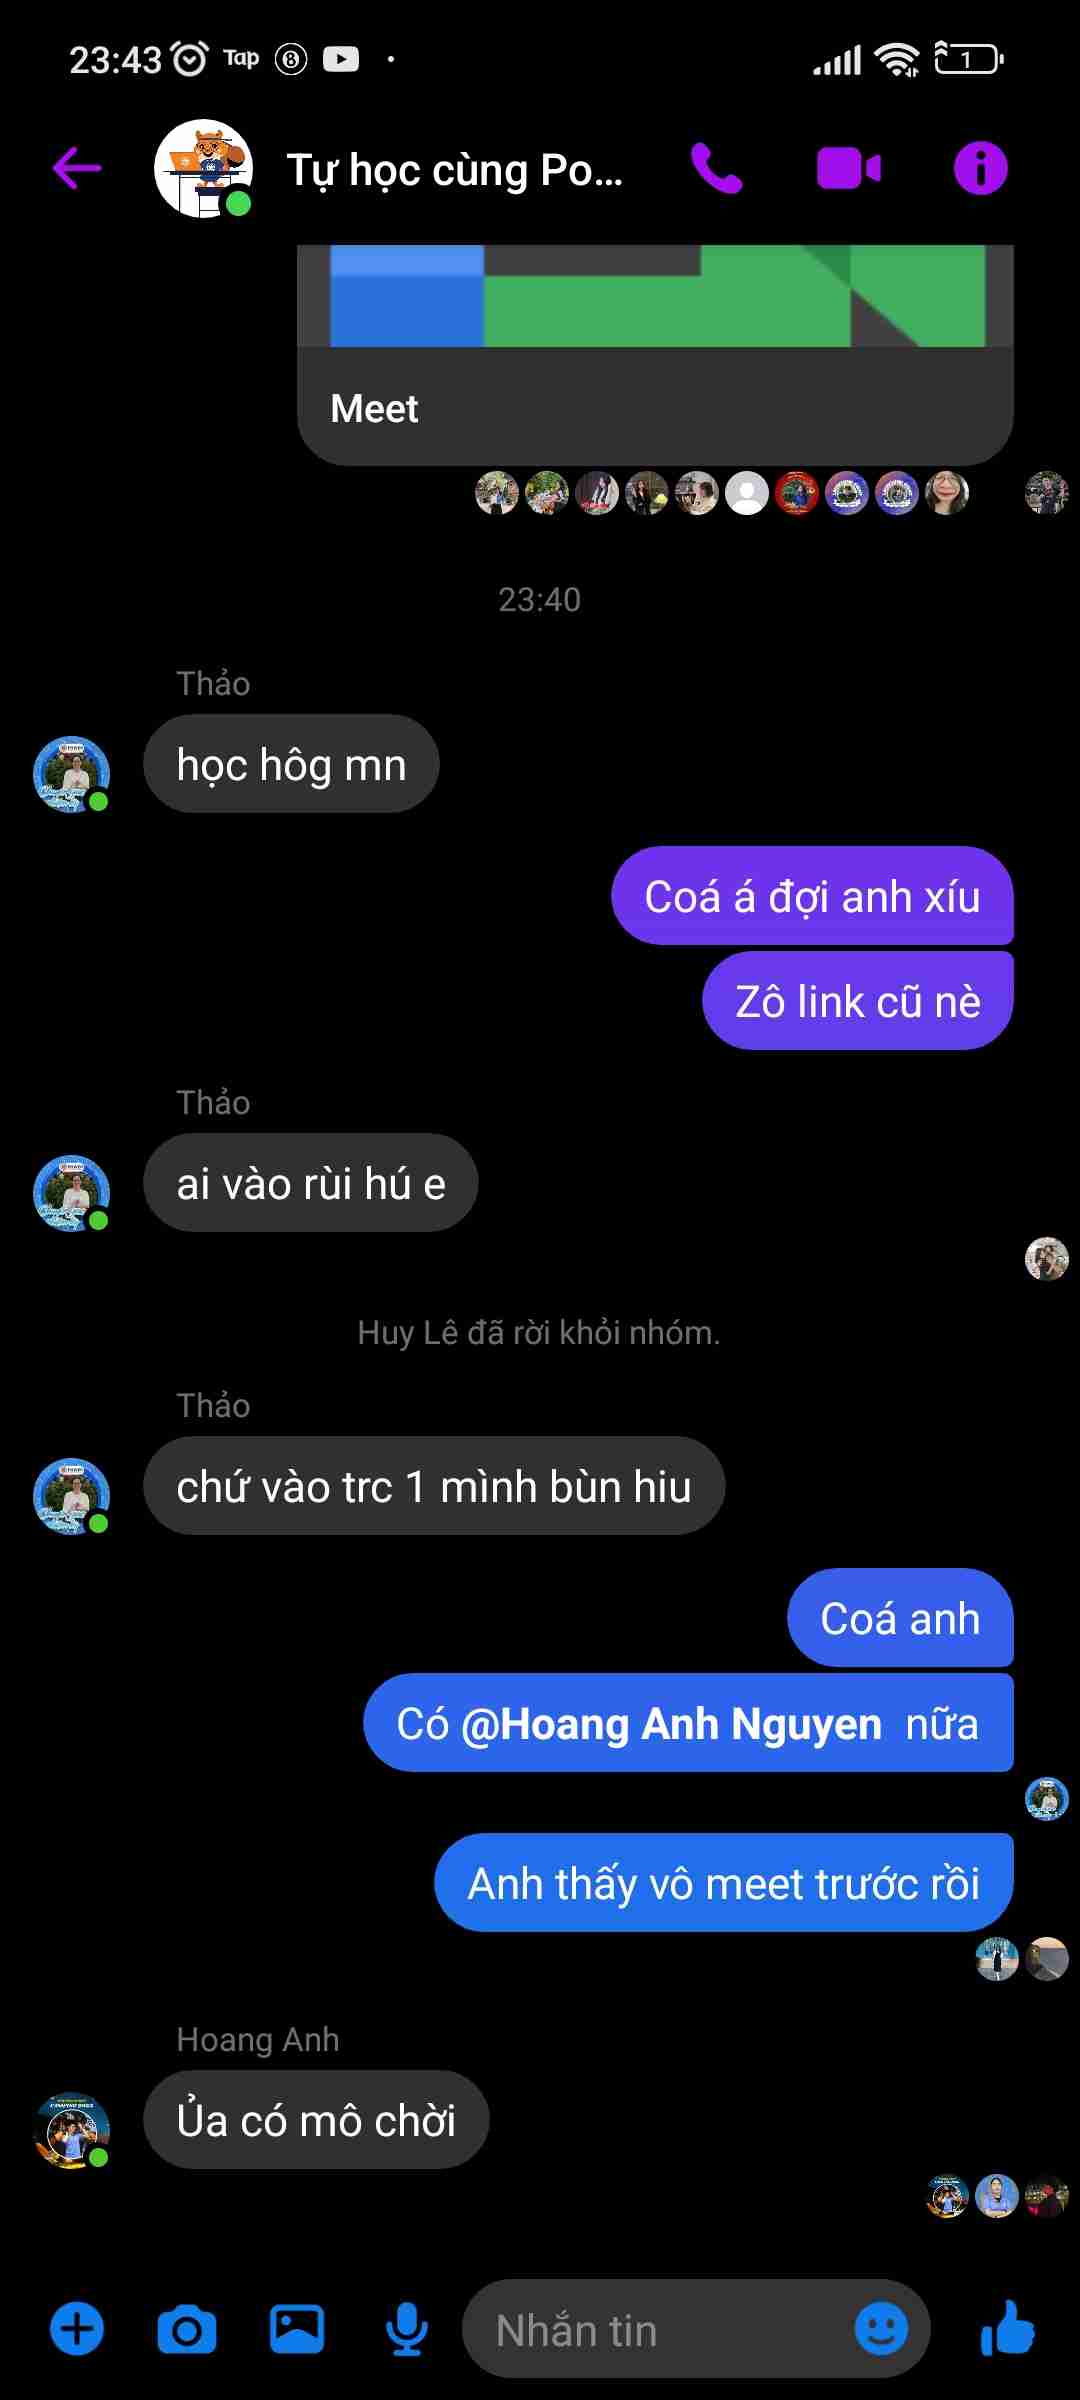 23:43
Tap
8
1
Tự học cùng Po...
Meet
23:40
Thảo
học hôg mn
Coá á đợi anh xíu
Zô link cũ nè
Thảo
ai vào rùi hú e
Huy Lê đã rời khỏi nhóm.
Thảo
chứ vào trc 1 mình bùn hiu
Coá anh
Có @Hoang Anh Nguyen nữa
Anh thấy vô meet trước rồi
Hoang Anh
Ủa có mô chời
Nhắn tin